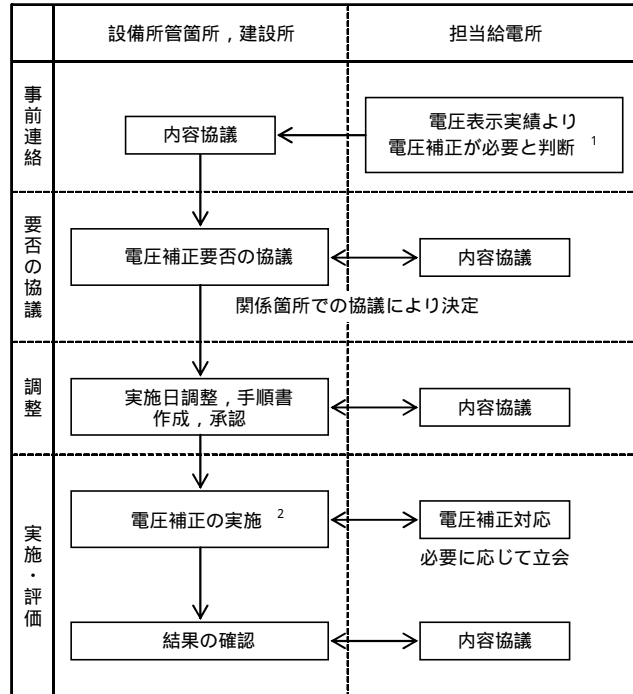 設備所管箇所，建設所
担当給電所
事前連絡
内容協議
電圧表示実績より
電圧補正が必要と判断 1
要否の協議
電圧補正要否の協議
内容協議
関係箇所での協議により決定
調整
実施日調整，手順書
作成，承認
内容協議
実施・評価
電圧補正の実施 2
電圧補正対応
必要に応じて立会
結果の確認
内容協議